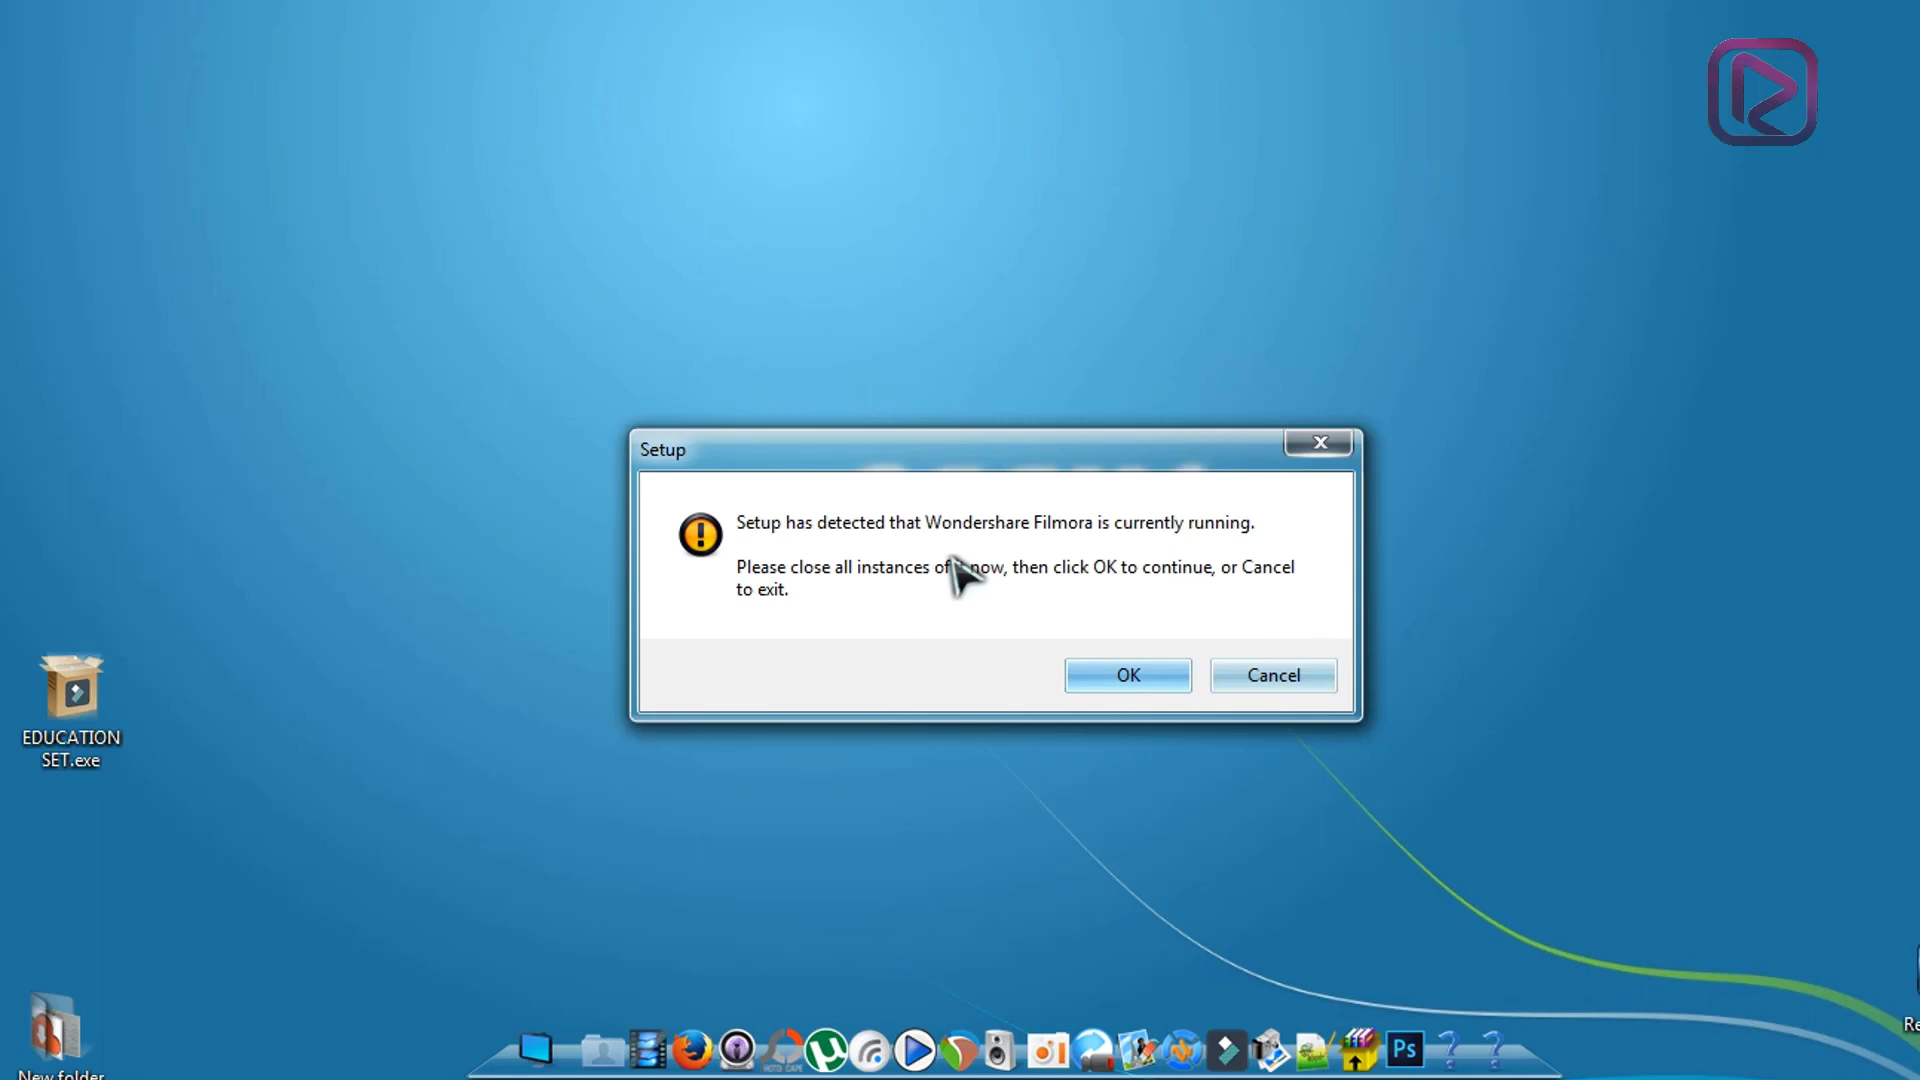 Setup
Setup has detected that Wondershare Filmora is currently running.
Please close all instances of now, then click OK to continue, or Cancel
to exit.
OK
Cancel
EDUCATION
SET.exe
New folder
Ps